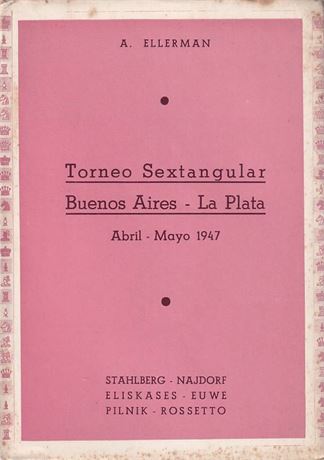 A. ELLERMAN
Torneo Sextangular
Buenos Aires - La Plata
Abril - Mayo 1947
STAHLBERG - NAJDORF
ELISKASES - EUWE
PILNIK - ROSSETTO